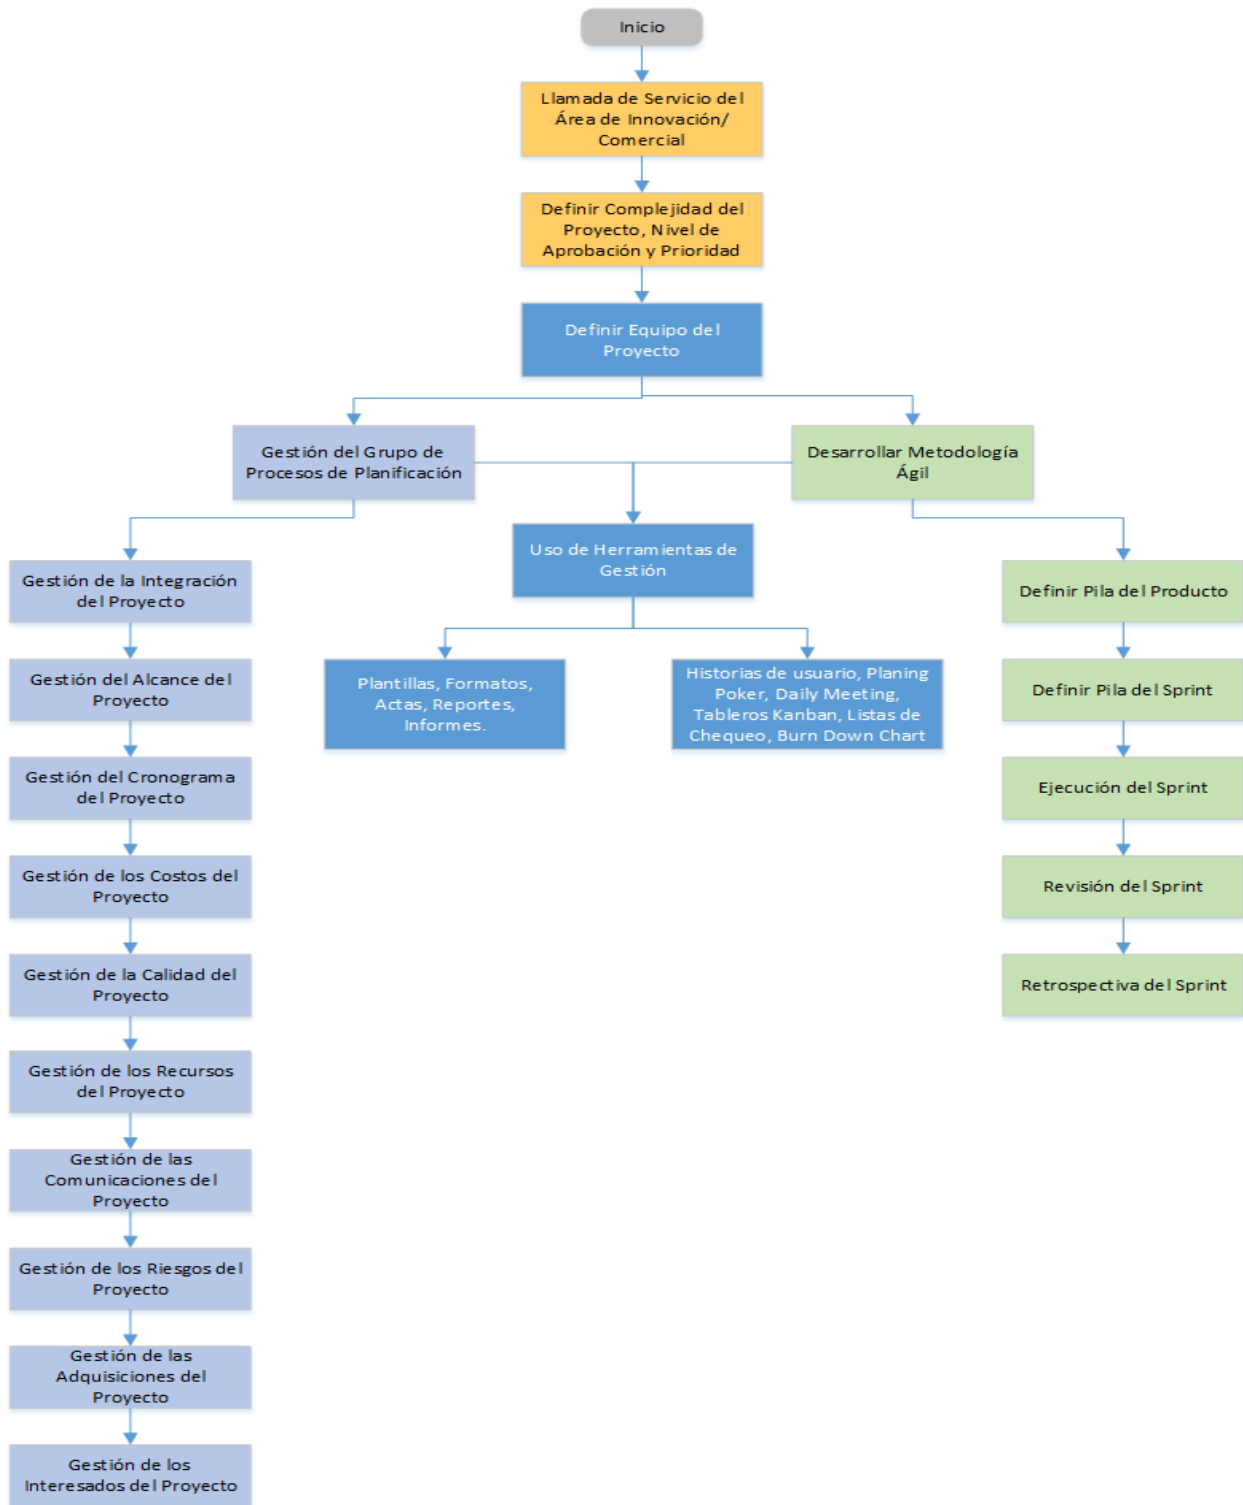 Inicio
Llamada de Servicio del
Área de Innovación/
Comercial
Definir Complejidad del
Proyecto, Nivel de
Aprobación y Prioridad
Definir Equipo del
Proyecto
Gestión del Grupo de
Procesos de Planificación
Desarrollar Metodología
Ágil
Uso de Herramientas de
Gestión
Plantillas, Formatos,
Actas, Reportes,
Informes.
Historias de usuario, Planing
Poker, Daily Meeting,
Tableros Kanban, Listas de
Chequeo, Burn Down Chart
Gestión de la Integración
del Proyecto
Gestión del Alcance del
Proyecto
Gestión del Cronograma
del Proyecto
Gestión de los Costos del
Proyecto
Gestión de la Calidad del
Proyecto
Gestión de los Recursos
del Proyecto
Gestión de las
Comunicaciones del
Proyecto
Gestión de los Riesgos del
Proyecto
Gestión de las
Adquisiciones del
Proyecto
Gestión de los
Interesados del Proyecto
Definir Pila del Producto
Definir Pila del Sprint
Ejecución del Sprint
Revisión del Sprint
Retrospectiva del Sprint